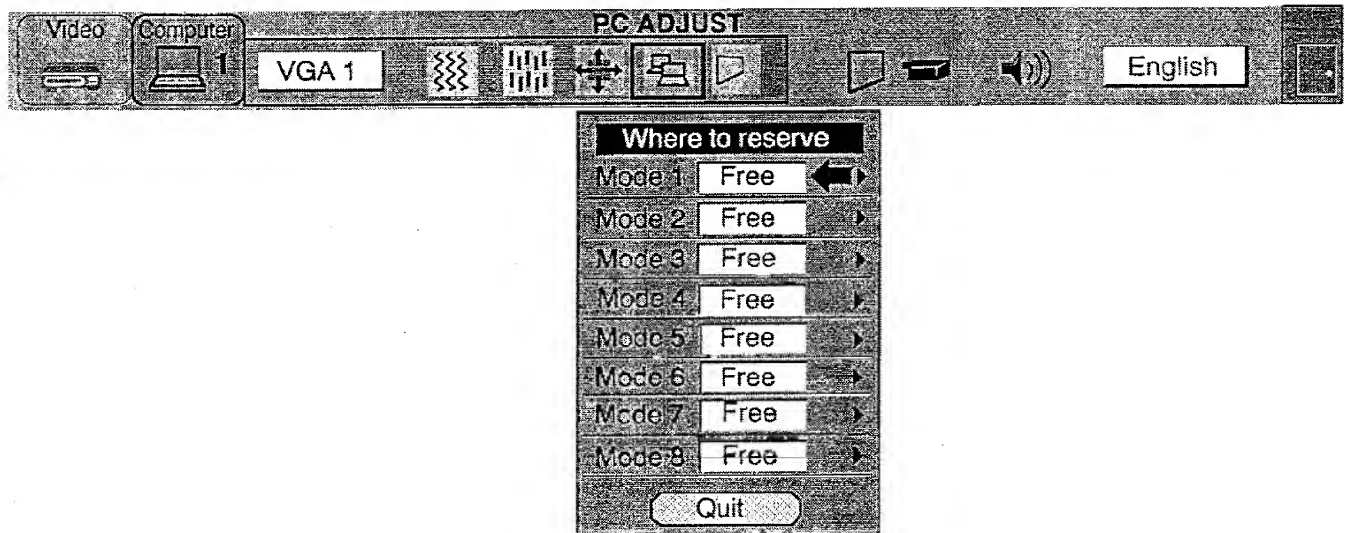 PC ADJUST
Video
Computer
1
VGA 1
English
Where to reserve
Mode 1 Free
Mode 2 Free
Mode 3 Free
Mode 4 Free
Mode 5 Free
Mode 6 Free
Mode 7 Free
Mode 8 Free
Quit